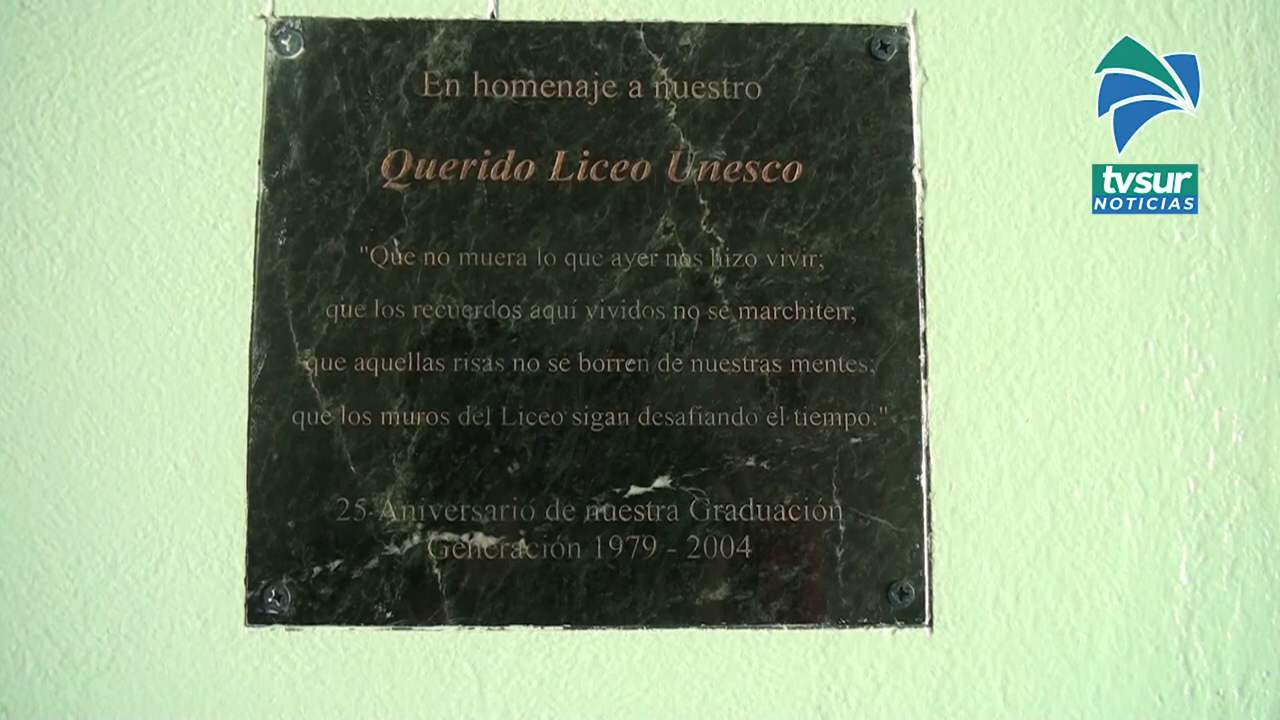 En homenaje a nuestro
Querido Liceo Unesco
"Que no muera lo que ayer nos hizo vivir;
que los recuerdos aquí vividos no se marchiten;
que aquellas risas no se borren de nuestras mentes;
que los muros del Liceo sigan desafiando el tiempo."
25 Aniversario de nuestra Graduación
Generación 1979 - 2004
tvsur
NOTICIAS